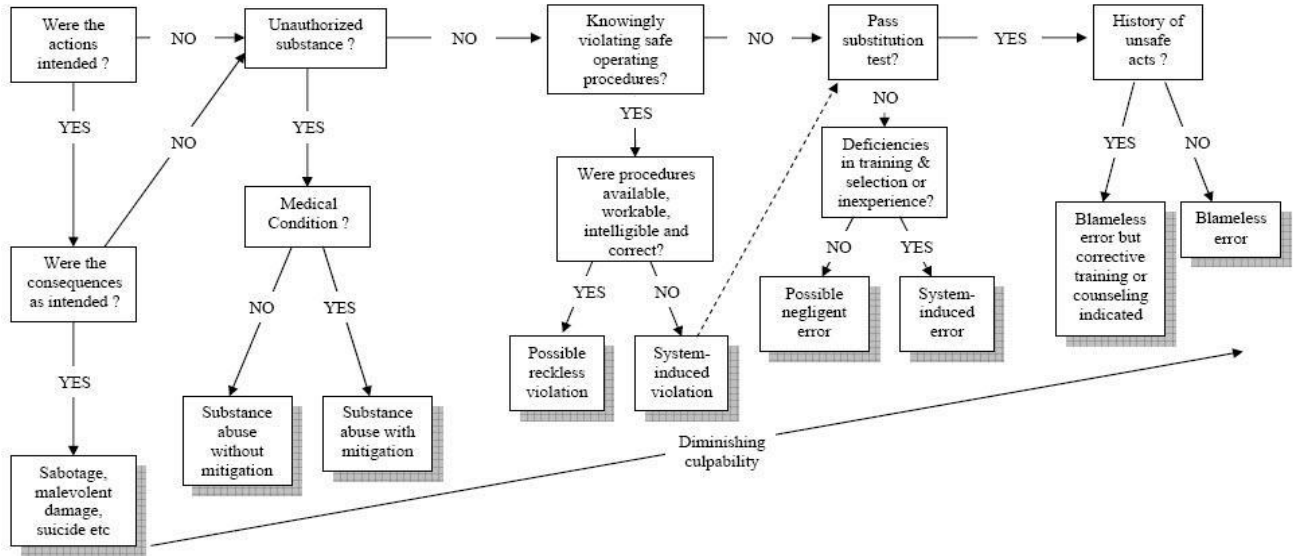 Were the
actions
intended ?
NO
Unauthorized
substance ?
NO
Knowingly
violating safe
operating
procedures?
NO
Pass
substitution
test?
YES
History of
unsafe
acts ?
YES
NO
YES
YES
NO
YES
NO
Were the
consequences
as intended ?
Medical
Condition ?
Were procedures
available,
workable,
intelligible and
correct?
Deficiencies
in training &
selection or
inexperience?
Blameless
error but
corrective
training or
counseling
indicated
Blameless
error
YES
NO
YES
YES
NO
NO
YES
Sabotage,
malevolent
damage,
suicide etc
Substance
abuse
without
mitigation
Substance
abuse with
mitigation
Possible
reckless
violation
System-
induced
violation
Possible
negligent
error
System-
induced
error
Diminishing
culpability